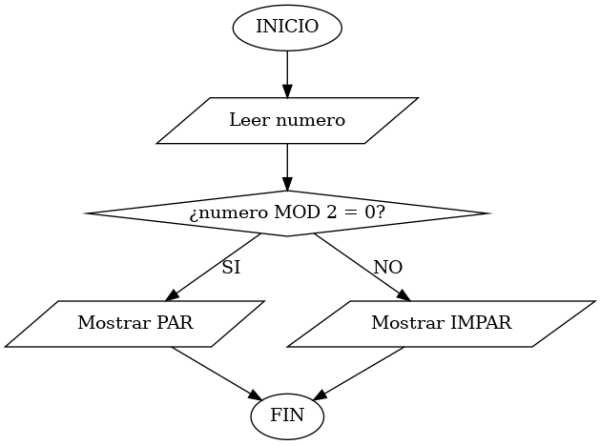 INICIO
Leer numero
¿numero MOD 2 = 0?
SI
NO
Mostrar PAR
Mostrar IMPAR
FIN